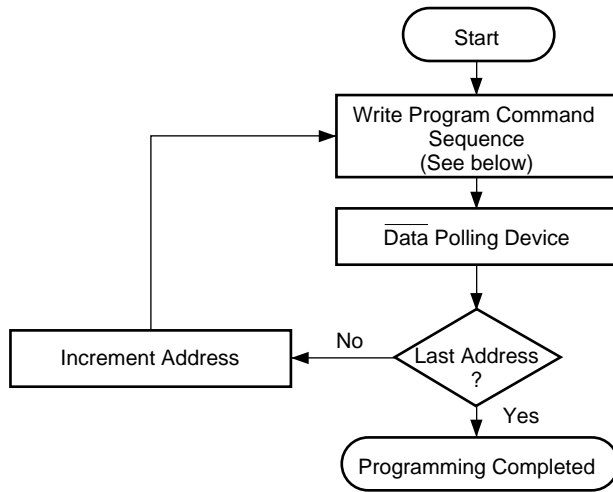 Start
Write Program Command
Sequence
(See below)
Data Polling Device
No
Increment Address
Last Address
?
Yes
Programming Completed